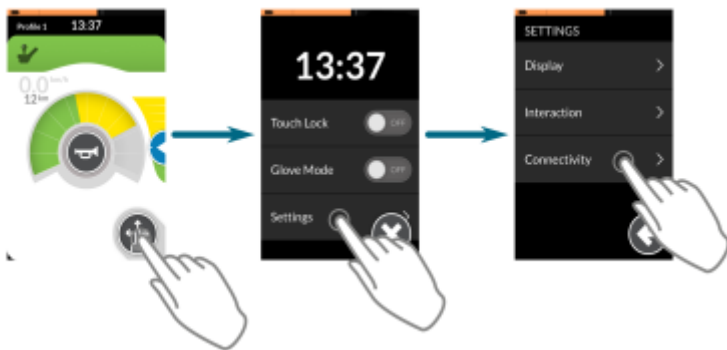 Profile 1 13:37
0.0 km/h
12 km
13:37
Touch Lock OFF
Glove Mode OFF
Settings
SETTINGS
Display
Interaction
Connectivity